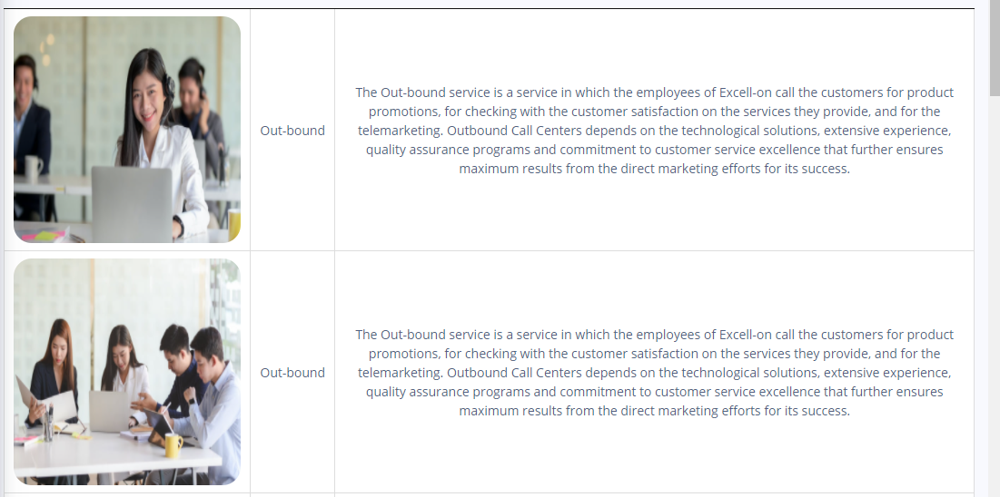 Out-bound
The Out-bound service is a service in which the employees of Excell-on call the customers for product
promotions, for checking with the customer satisfaction on the services they provide, and for the
telemarketing. Outbound Call Centers depends on the technological solutions, extensive experience,
quality assurance programs and commitment to customer service excellence that further ensures
maximum results from the direct marketing efforts for its success.
Out-bound
The Out-bound service is a service in which the employees of Excell-on call the customers for product
promotions, for checking with the customer satisfaction on the services they provide, and for the
telemarketing. Outbound Call Centers depends on the technological solutions, extensive experience,
quality assurance programs and commitment to customer service excellence that further ensures
maximum results from the direct marketing efforts for its success.